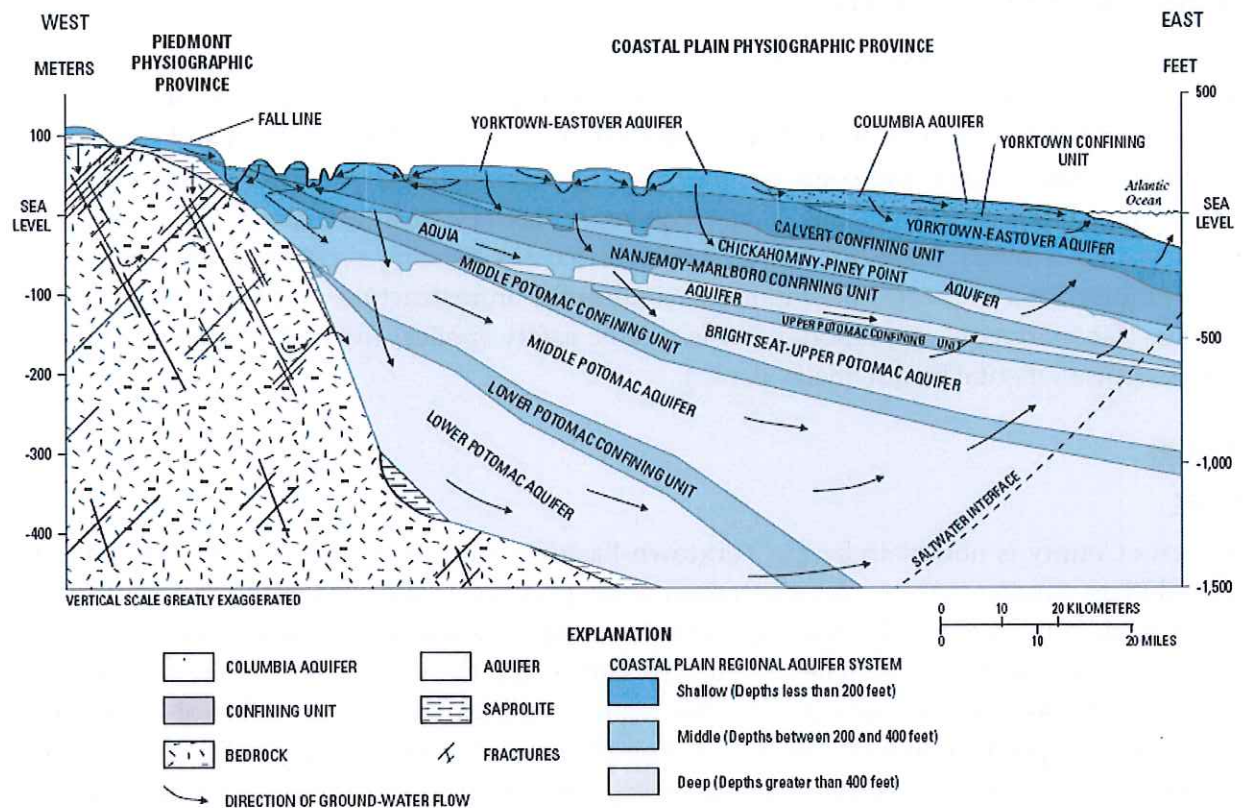 WEST
EAST
PIEDMONT
PHYSIOGRAPHIC
PROVINCE
COASTAL PLAIN PHYSIOGRAPHIC PROVINCE
METERS
FEET
500
100
SEA
LEVEL
-100
-200
-300
-400
FALL LINE
YORKTOWN-EASTOVER AQUIFER
COLUMBIA AQUIFER
YORKTOWN CONFINING
UNIT
Atlantic
Ocean
SEA
LEVEL
-500
-1,000
-1,500
YORKTOWN-EASTOVER AQUIFER
CALVERT CONFINING UNIT
CHICKAHOMINY-PINEY POINT
AQUIFER
NANJEMOY-MARLBORO CONRINING UNIT
AQUIA
AQUIFER
UPPER POTOMAC CONFINING UNIT
BRIGHTSEAT-UPPER POTOMAC AQUIFER
MIDDLE POTOMAC CONFINING UNIT
MIDDLE POTOMAC AQUIFER
LOWER POTOMAC CONFINING UNIT
LOWER POTOMAC AQUIFER
SALTWATER INTERFACE
VERTICAL SCALE GREATLY EXAGGERATED
0 10 20 KILOMETERS
0 10 20 MILES
EXPLANATION
COLUMBIA AQUIFER
CONFINING UNIT
BEDROCK
DIRECTION OF GROUND-WATER FLOW
AQUIFER
SAPROLITE
FRACTURES
COASTAL PLAIN REGIONAL AQUIFER SYSTEM
Shallow (Depths less than 200 feet)
Middle (Depths between 200 and 400 feet)
Deep (Depths greater than 400 feet)